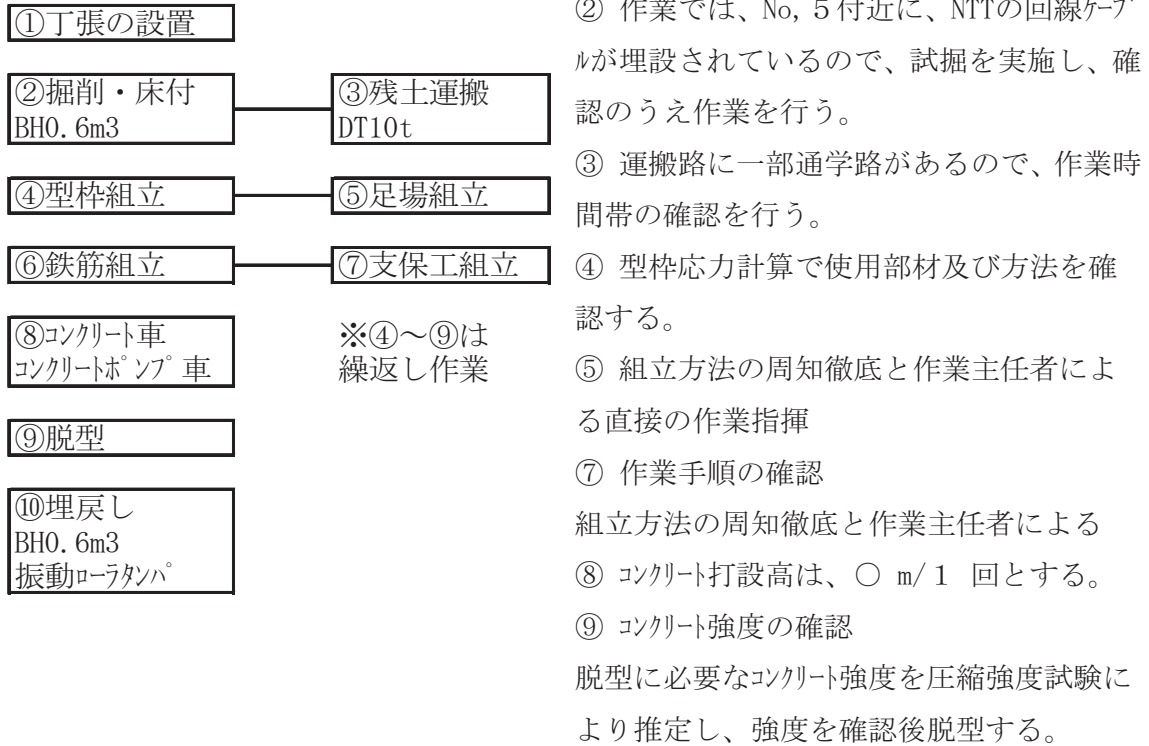 ①丁張の設置
②掘削・床付
BH0.6m3
③残土運搬
DT10t
④型枠組立
⑤足場組立
⑥鉄筋組立
⑦支保工組立
⑧ｺﾝｸﾘｰﾄ車
ｺﾝｸﾘｰﾄﾎﾟﾝﾌﾟ車
※④～⑨は
繰返し作業
⑨脱型
⑩埋戻し
BH0.6m3
振動ﾛｰﾗﾀﾝﾊﾟ
② 作業では、No,５付近に、NTTの回線ｹｰﾌﾞ
ﾙが埋設されているので、試掘を実施し、確
認のうえ作業を行う。
③ 運搬路に一部通学路があるので、作業時
間帯の確認を行う。
④ 型枠応力計算で使用部材及び方法を確
認する。
⑤ 組立方法の周知徹底と作業主任者によ
る直接の作業指揮
⑦ 作業手順の確認
組立方法の周知徹底と作業主任者による
⑧ ｺﾝｸﾘｰﾄ打設高は、○ m/１ 回とする。
⑨ ｺﾝｸﾘｰﾄ強度の確認
脱型に必要なｺﾝｸﾘｰﾄ強度を圧縮強度試験に
より推定し、強度を確認後脱型する。